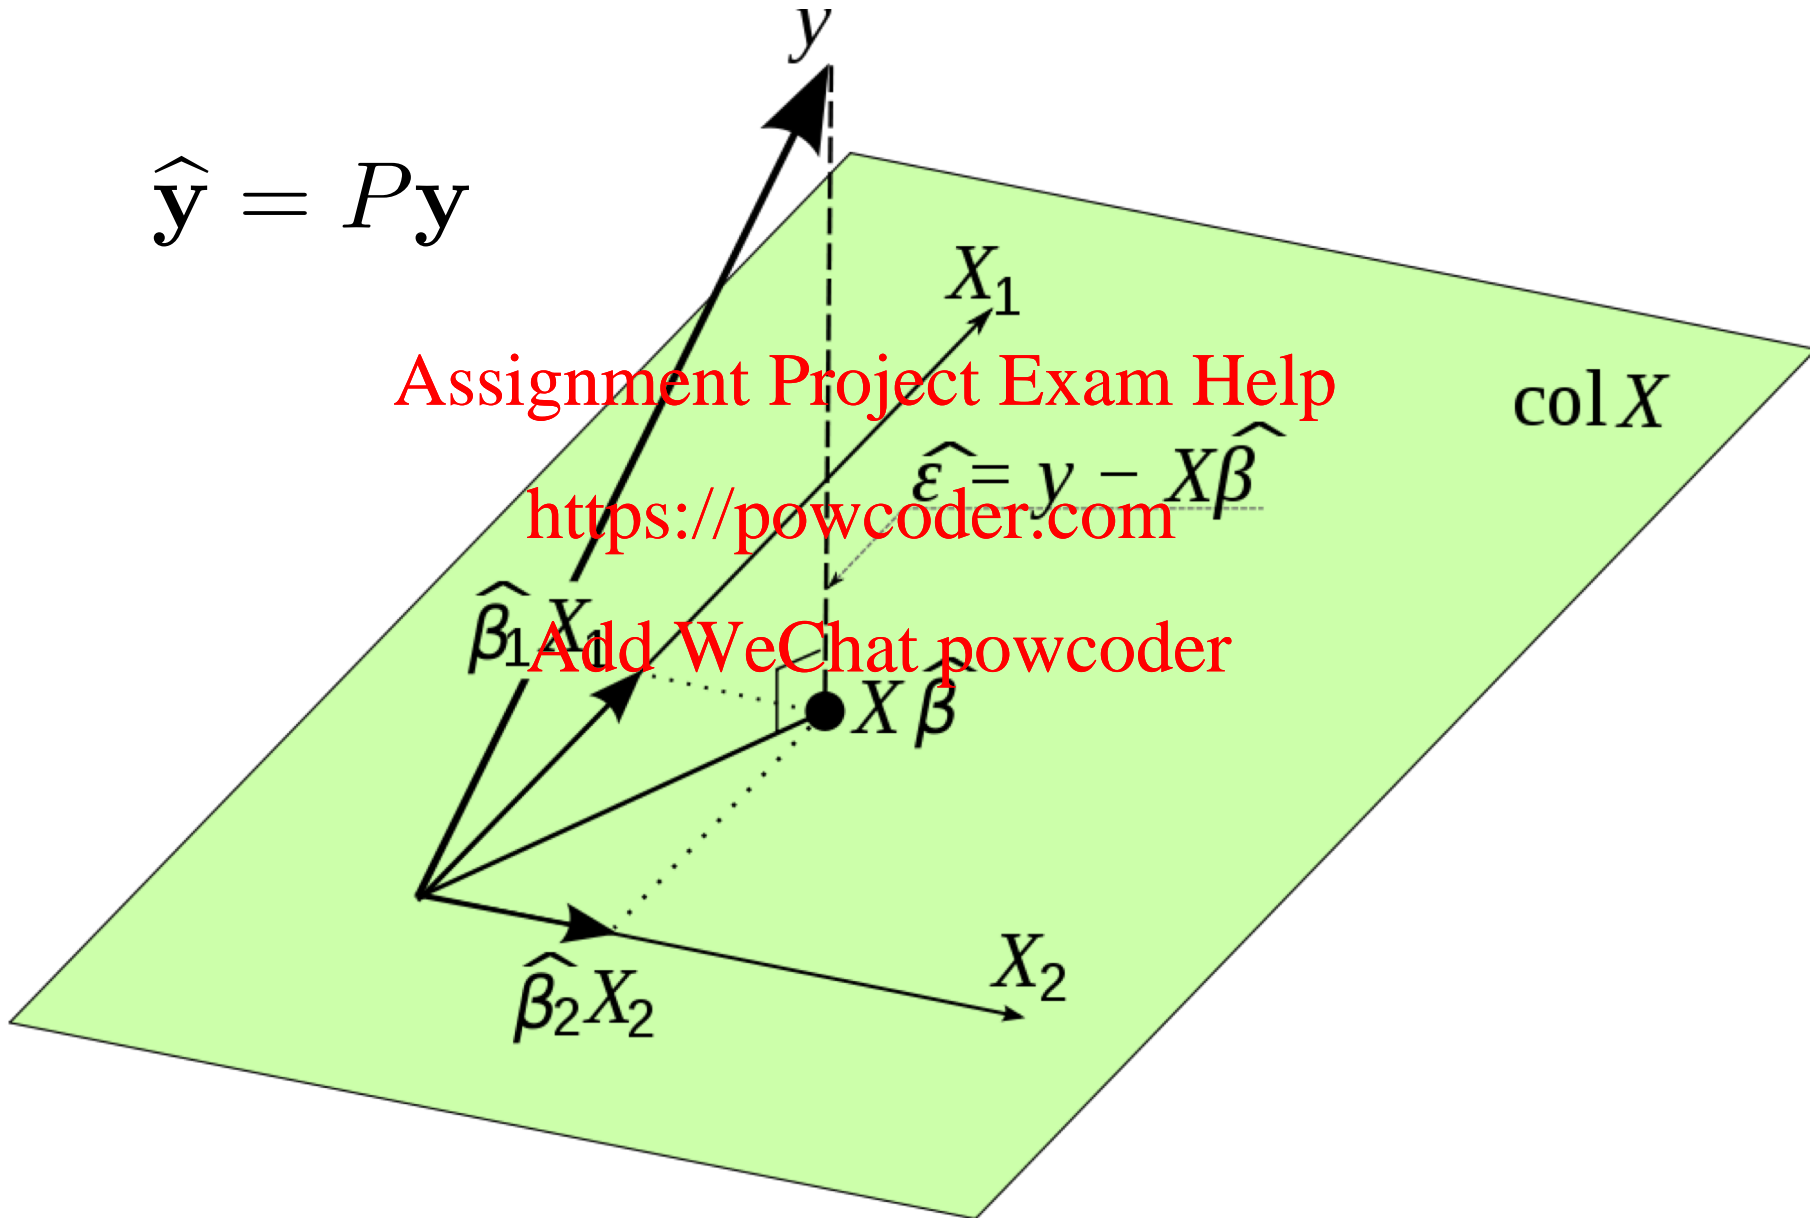 y
ŷ = Py
X₁
Assignment Project Exam Help
col X
ε̂ = y − Xβ̂
https://powcoder.com
β̂₁X₁
Add WeChat powcoder
Xβ̂
X₂
β̂₂X₂